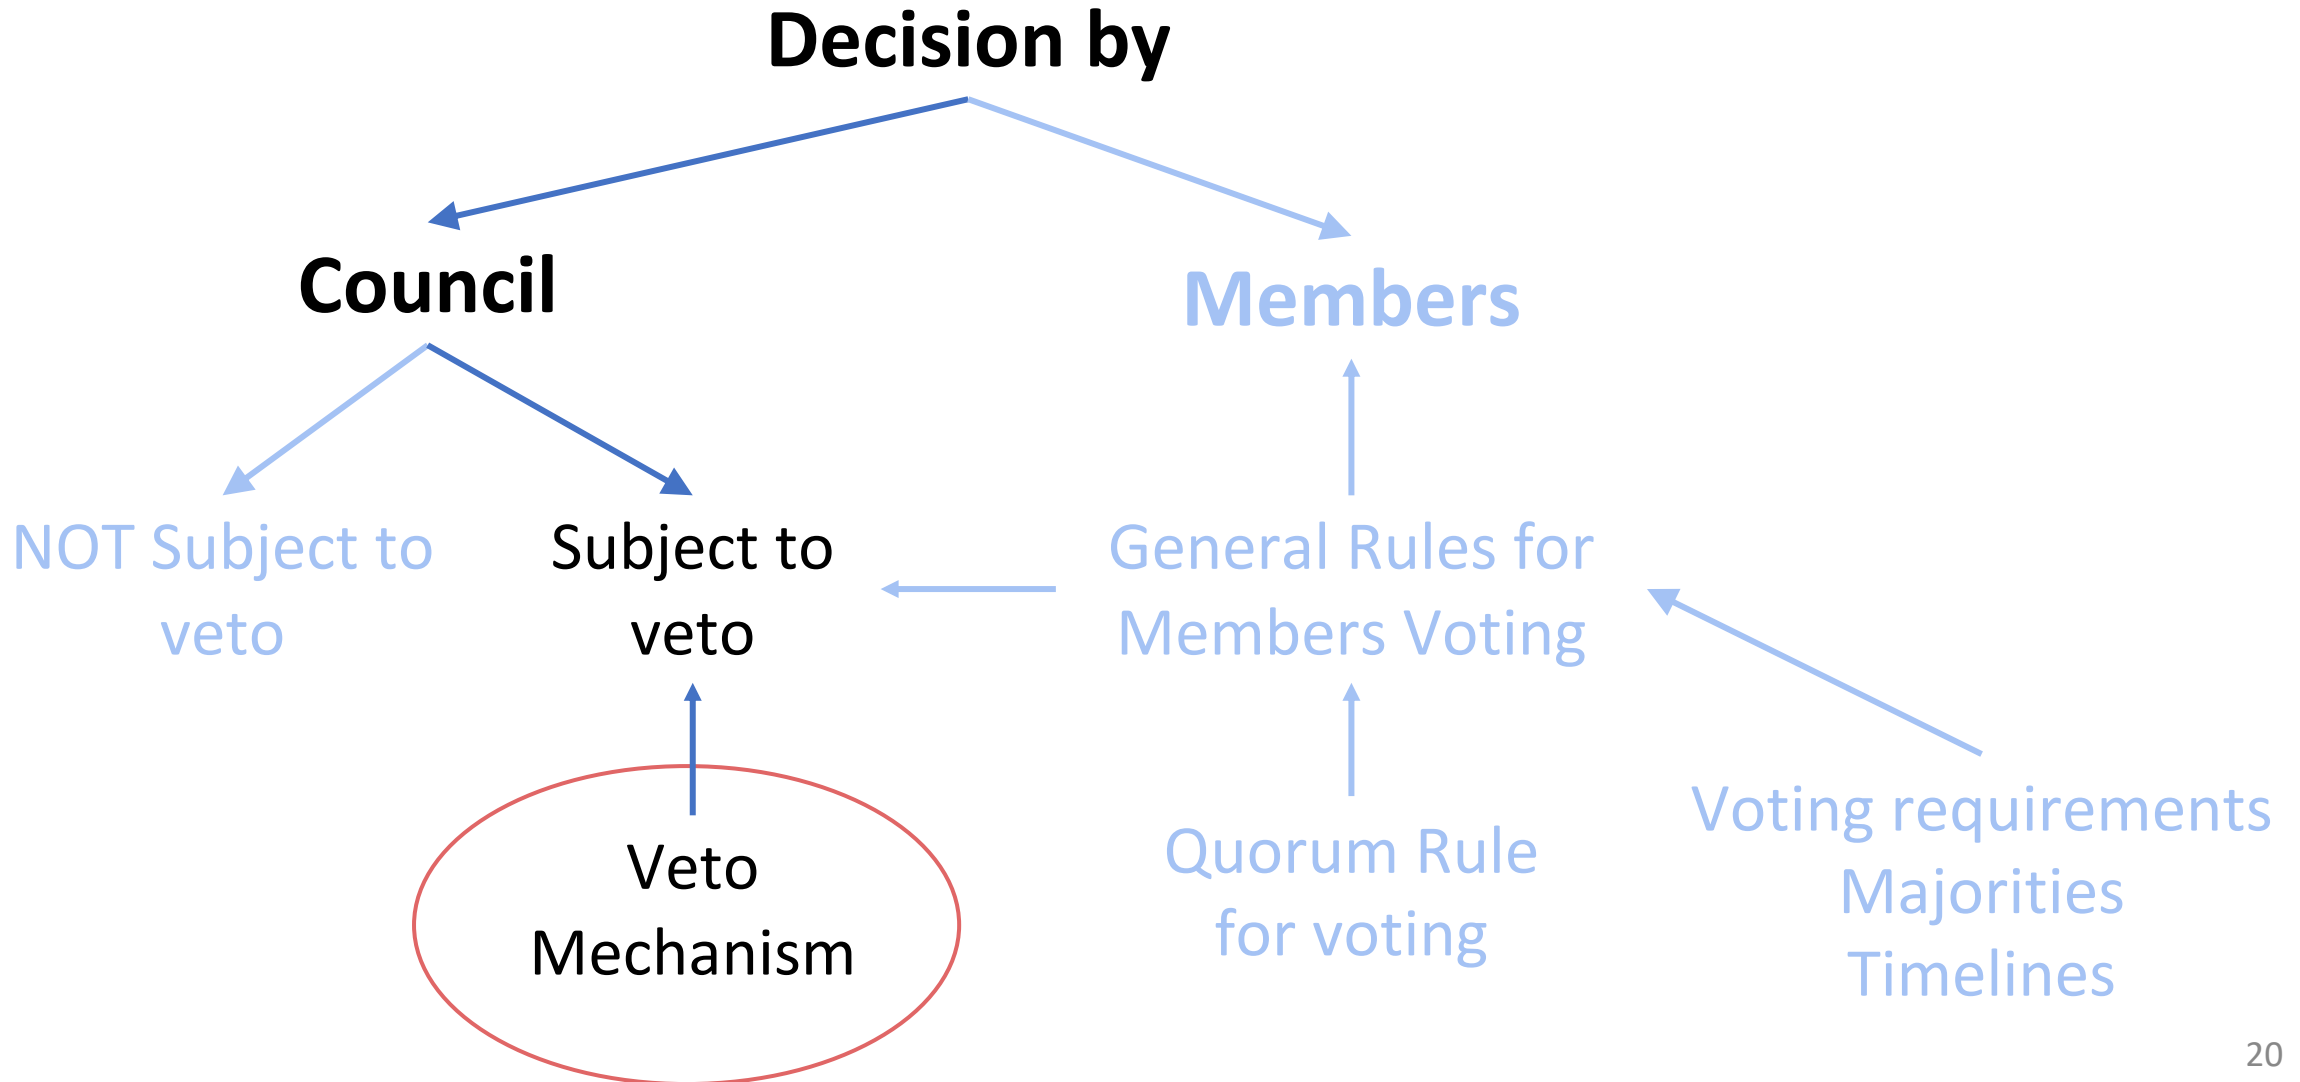 Decision by
Council
Members
NOT Subject to
veto
Subject to
veto
General Rules for
Members Voting
Veto
Mechanism
Quorum Rule
for voting
Voting requirements
Majorities
Timelines
20